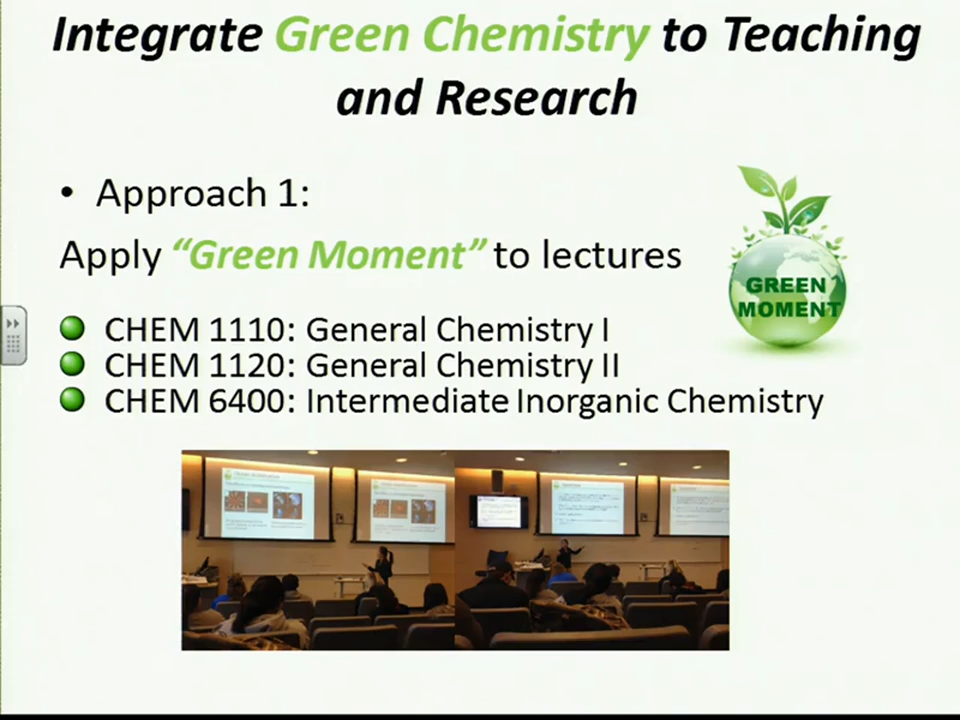 Integrate Green Chemistry to Teaching
and Research
• Approach 1:
Apply “Green Moment” to lectures
GREEN
MOMENT
CHEM 1110: General Chemistry I
CHEM 1120: General Chemistry II
CHEM 6400: Intermediate Inorganic Chemistry